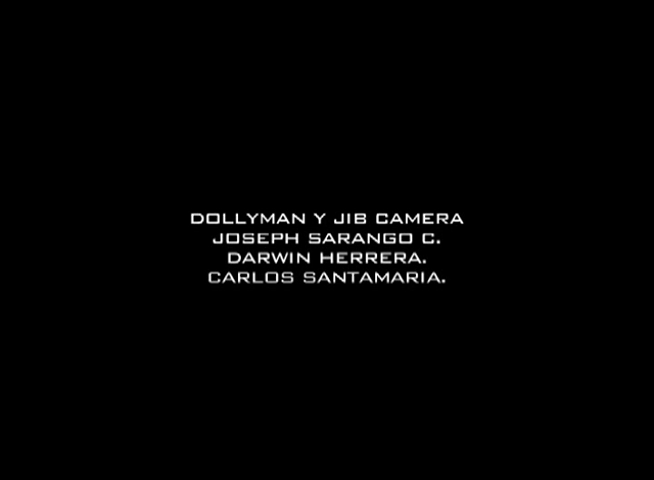 DOLLYMAN Y JIB CAMERA
JOSEPH SARANGO C.
DARWIN HERRERA.
CARLOS SANTAMARIA.